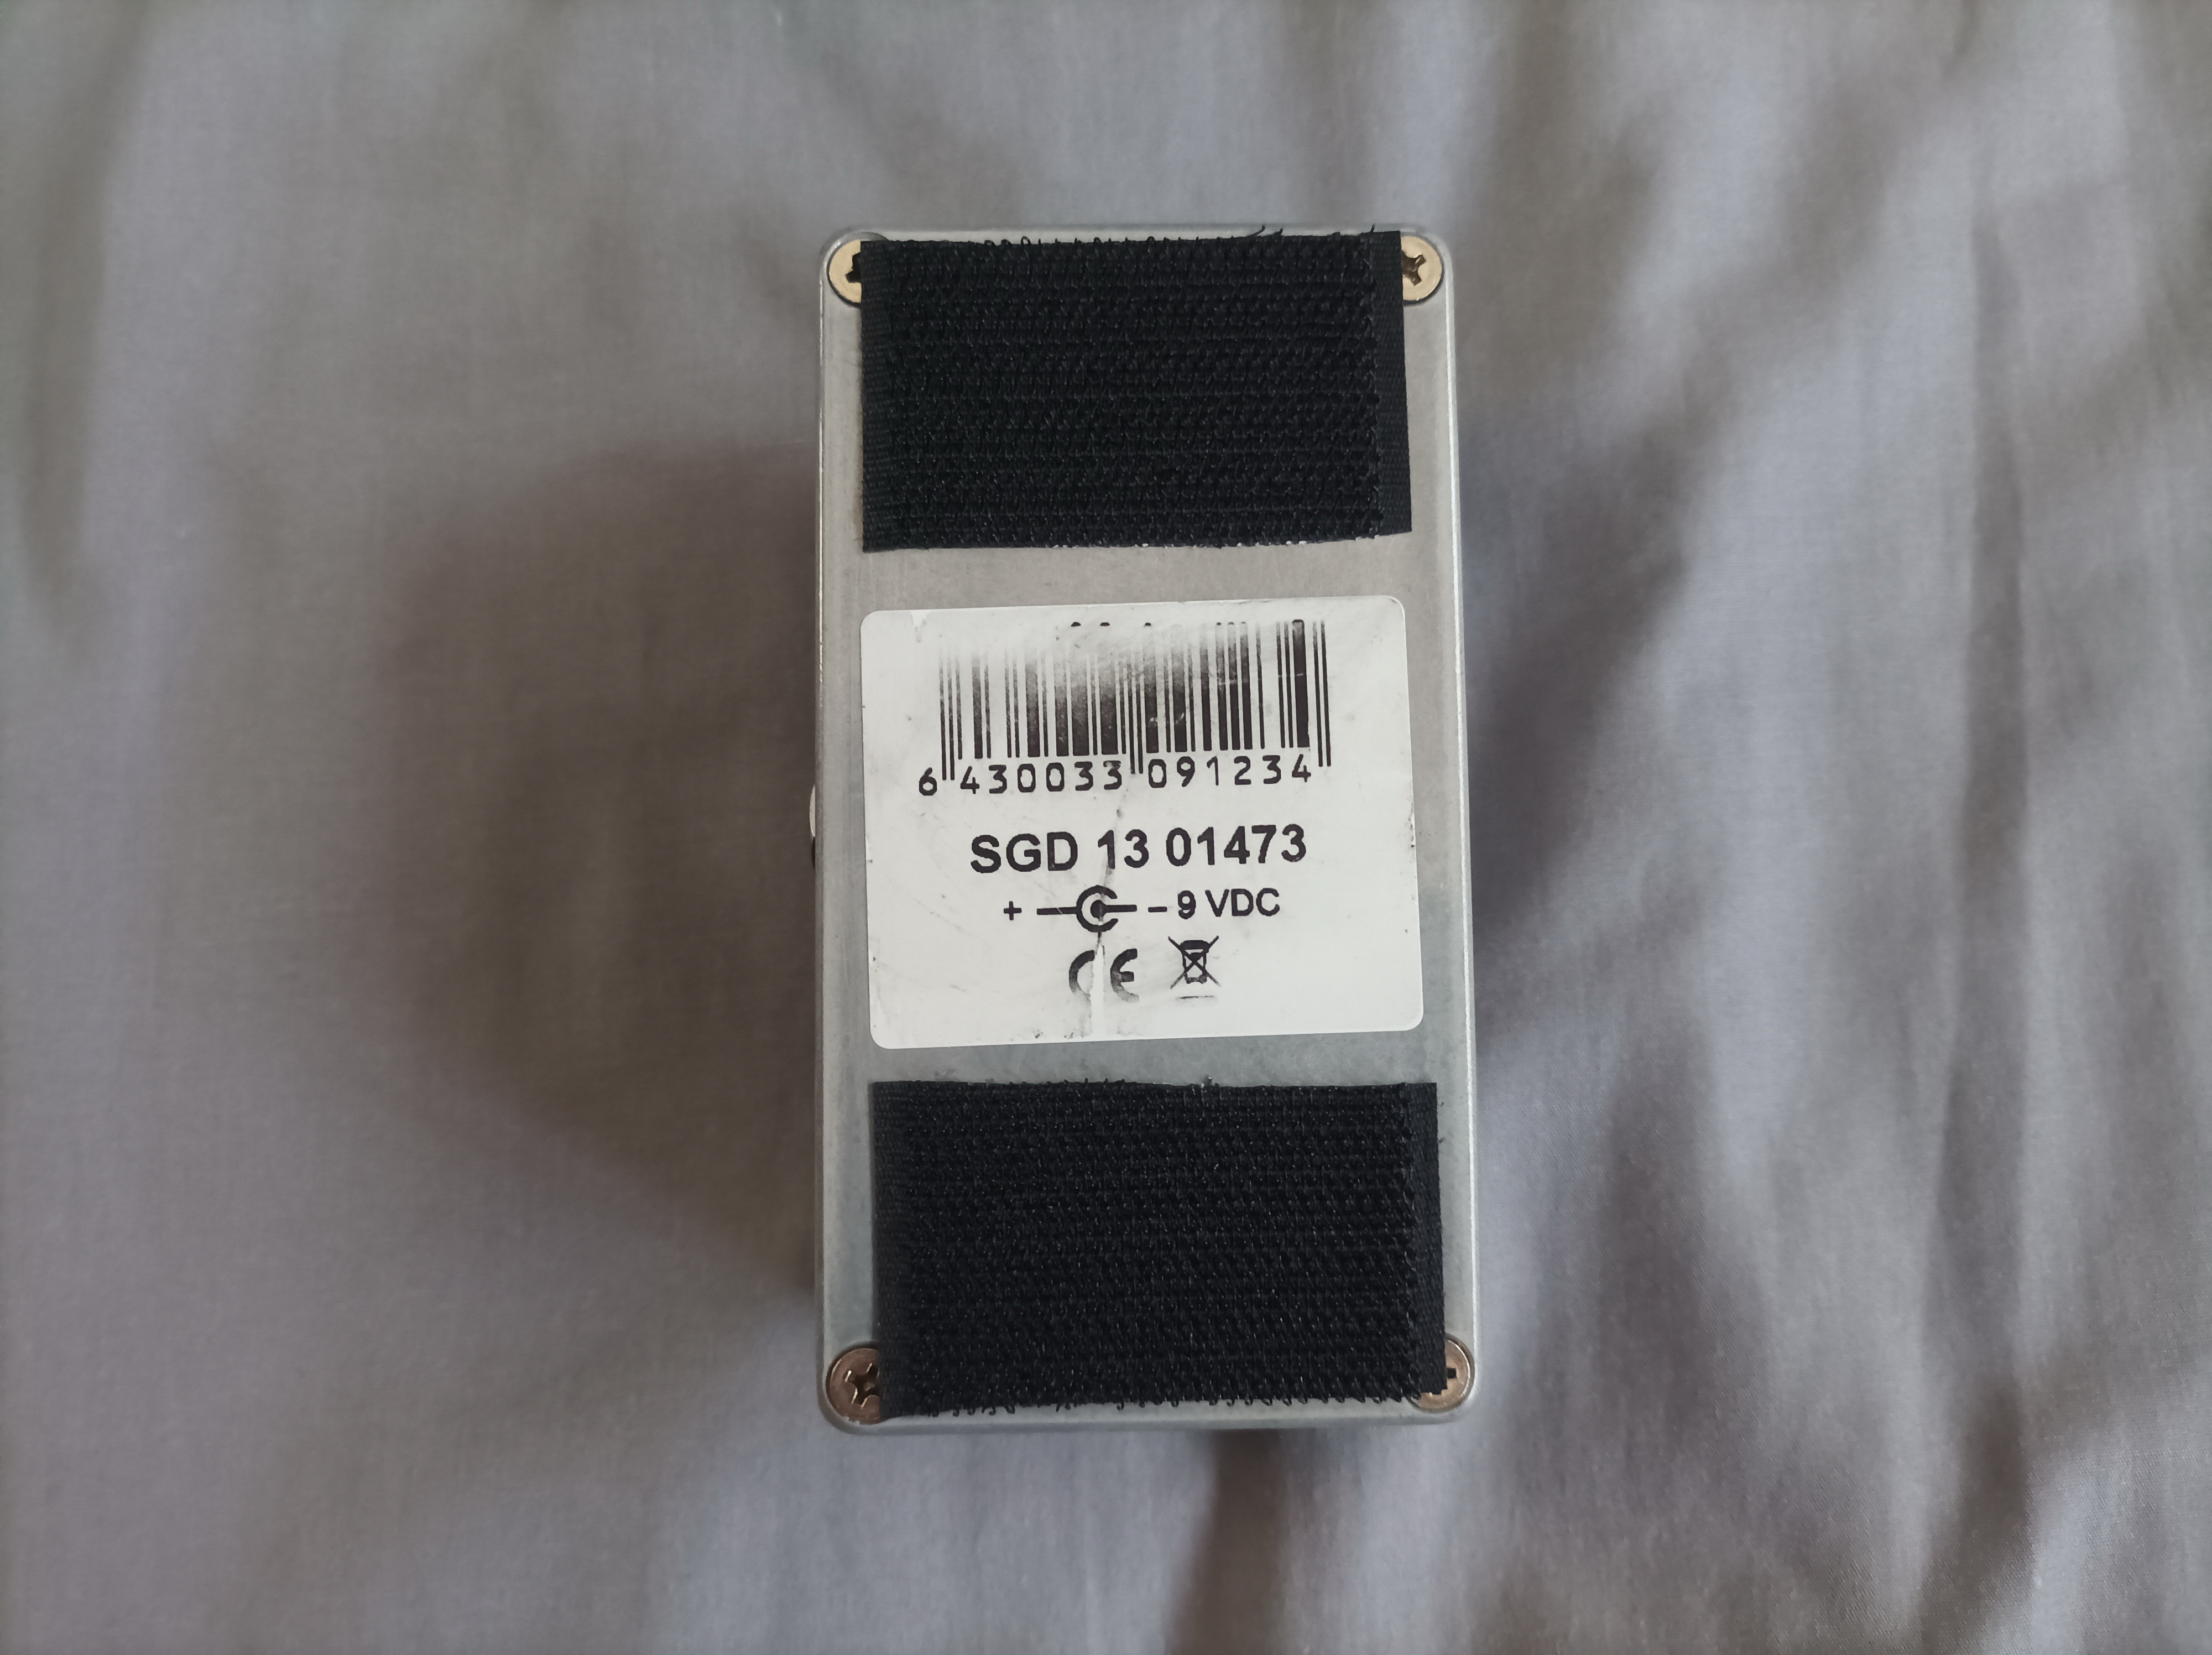 6 430033 091234
SGD 13 01473
+ – 9 VDC
CE